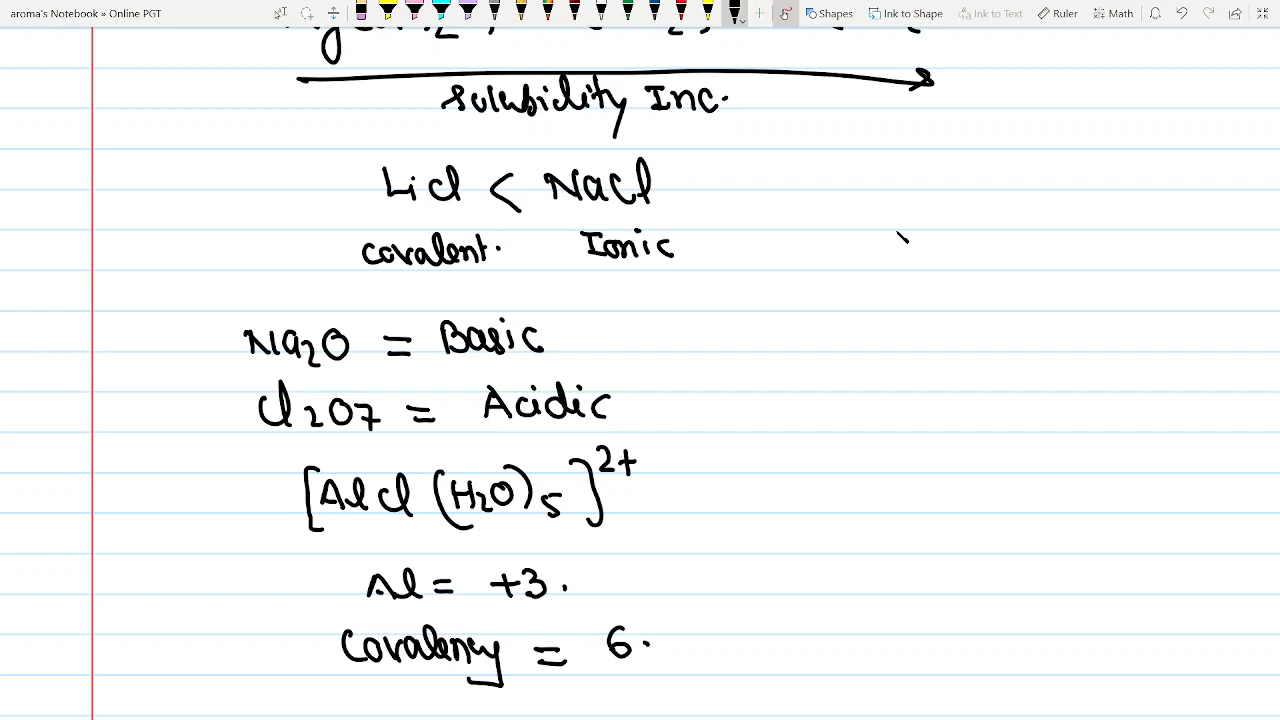 aroma's Notebook » Online PGT
Shapes Ink to Shape Ink to Text Ruler Math
solubility Inc.
LiCl < NaCl
covalent. Ionic
Na2O = Basic
Cl2O7 = Acidic
[AlCl(H2O)5]2+
Al = +3.
Covalency = 6.